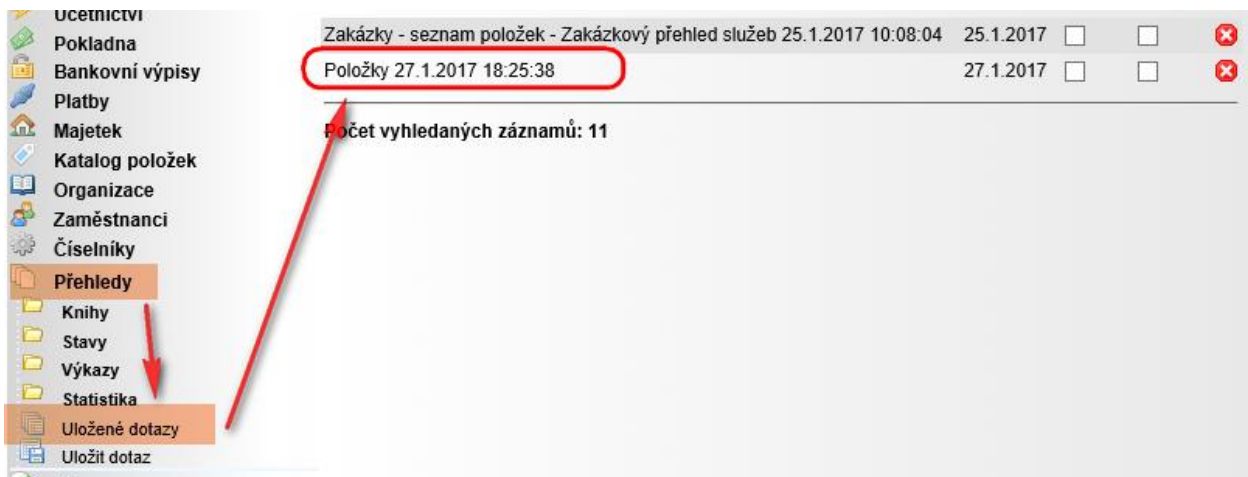 Účetnictví
Pokladna
Bankovní výpisy
Platby
Majetek
Katalog položek
Organizace
Zaměstnanci
Číselníky
Přehledy
Knihy
Stavy
Výkazy
Statistika
Uložené dotazy
Uložit dotaz
Zakázky - seznam položek - Zakázkový přehled služeb 25.1.2017 10:08:04 25.1.2017
Položky 27.1.2017 18:25:38 27.1.2017
Počet vyhledaných záznamů: 11